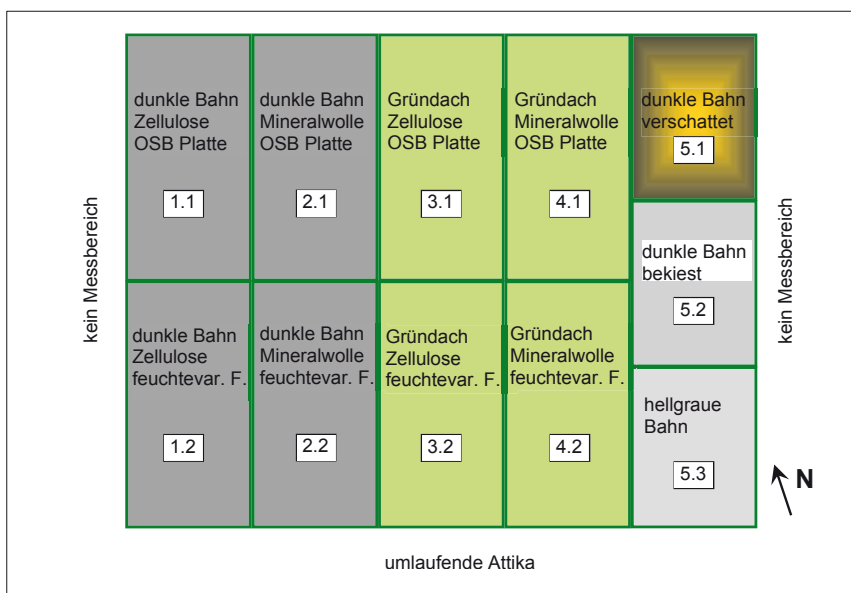 dunkle Bahn
Zellulose
OSB Platte
1.1
dunkle Bahn
Mineralwolle
OSB Platte
2.1
Gründach
Zellulose
OSB Platte
3.1
Gründach
Mineralwolle
OSB Platte
4.1
dunkle Bahn
verschattet
5.1
kein Messbereich
kein Messbereich
dunkle Bahn
bekiest
5.2
dunkle Bahn
Zellulose
feuchtevar. F.
1.2
dunkle Bahn
Mineralwolle
feuchtevar. F.
2.2
Gründach
Zellulose
feuchtevar. F.
3.2
Gründach
Mineralwolle
feuchtevar. F.
4.2
hellgraue
Bahn
5.3
N
umlaufende Attika